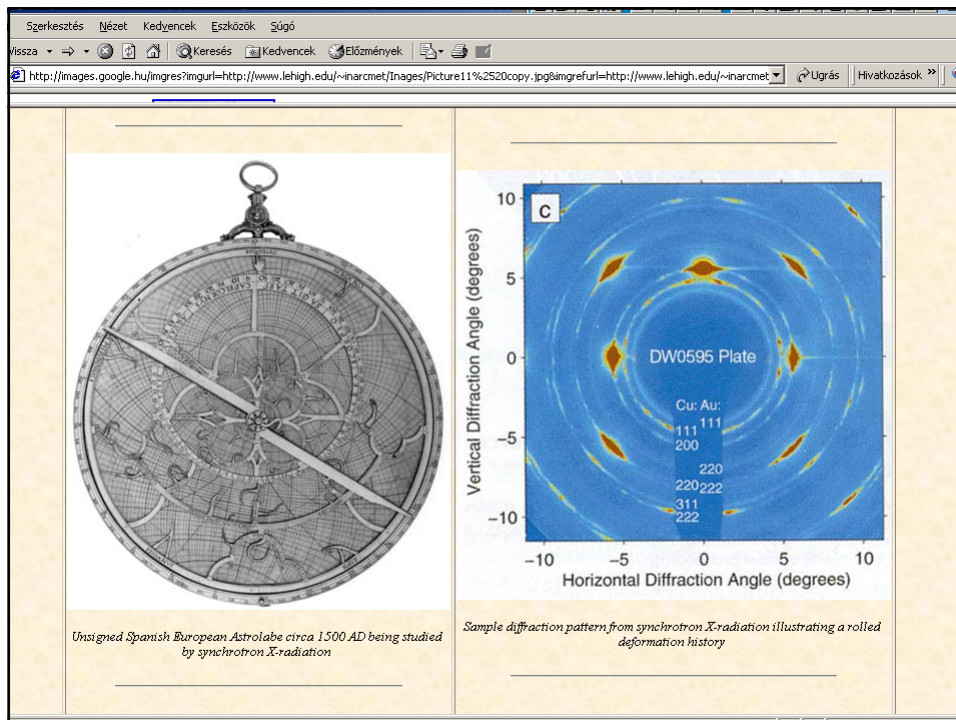 Szerkesztés Nézet Kedvencek Eszközök Súgó
Vissza Keresés Kedvencek Előzmények
http://images.google.hu/imgres?imgurl=http://www.lehigh.edu/~inarcmet/Inages/Picture11%2520copy.jpg&imgrefurl=http://www.lehigh.edu/~inarcmet Ugrás Hivatkozások »
Unsigned Spanish European Astrolabe circa 1500 AD being studied
by synchrotron X-radiation
c
Vertical Diffraction Angle (degrees)
10
5
0
−5
−10
DW0595 Plate
Cu: Au:
111
111
200
220
220 222
311
222
−10 −5 0 5 10
Horizontal Diffraction Angle (degrees)
Sample diffraction pattern from synchrotron X-radiation illustrating a rolled
deformation history